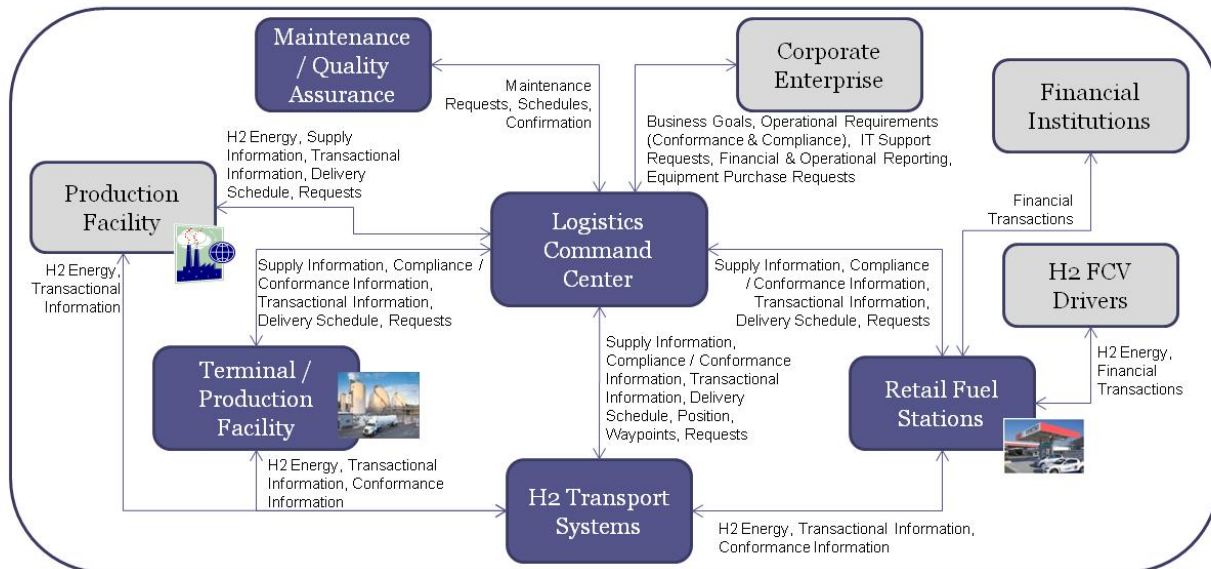 Maintenance
/ Quality
Assurance
Corporate
Enterprise
Financial
Institutions
Maintenance
Requests, Schedules,
Confirmation
Business Goals, Operational Requirements
(Conformance & Compliance),  IT Support
Requests, Financial & Operational Reporting,
Equipment Purchase Requests
H2 Energy, Supply
Information, Transactional
Information, Delivery
Schedule, Requests
Production
Facility
Financial
Transactions
Logistics
Command
Center
H2 Energy,
Transactional
Information
Supply Information, Compliance /
Conformance Information,
Transactional Information,
Delivery Schedule, Requests
Supply Information, Compliance
/ Conformance Information,
Transactional Information,
Delivery Schedule, Requests
H2 FCV
Drivers
Supply Information,
Compliance / Conformance
Information, Transactional
Information, Delivery
Schedule, Position,
Waypoints, Requests
H2 Energy,
Financial
Transactions
Terminal /
Production
Facility
Retail Fuel
Stations
H2 Energy, Transactional
Information, Conformance
Information
H2 Transport
Systems
H2 Energy, Transactional Information,
Conformance Information